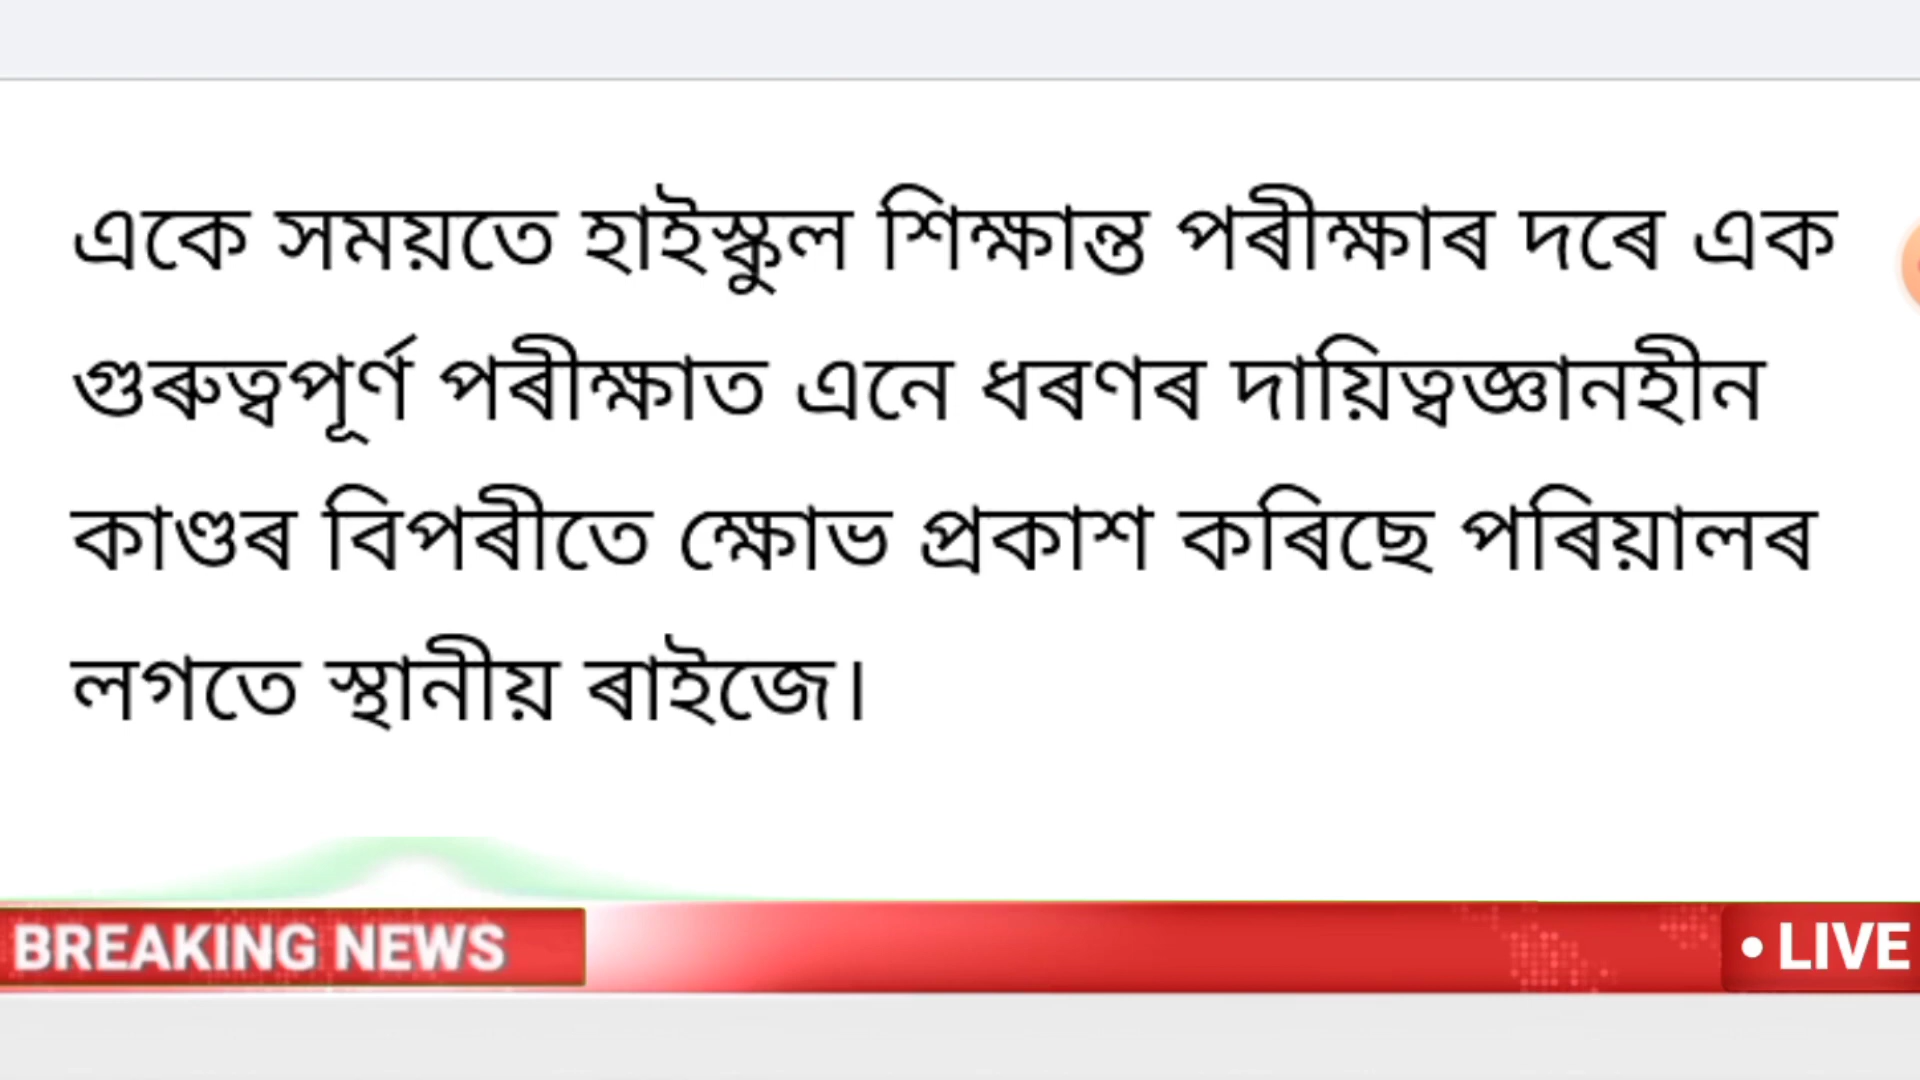 একে সময়তে হাইস্কুল শিক্ষান্ত পৰীক্ষাৰ দৰে এক
গুৰুত্বপূৰ্ণ পৰীক্ষাত এনে ধৰণৰ দায়িত্বজ্ঞানহীন
কাণ্ডৰ বিপৰীতে ক্ষোভ প্ৰকাশ কৰিছে পৰিয়ালৰ
লগতে স্থানীয় ৰাইজে।
BREAKING NEWS
• LIVE